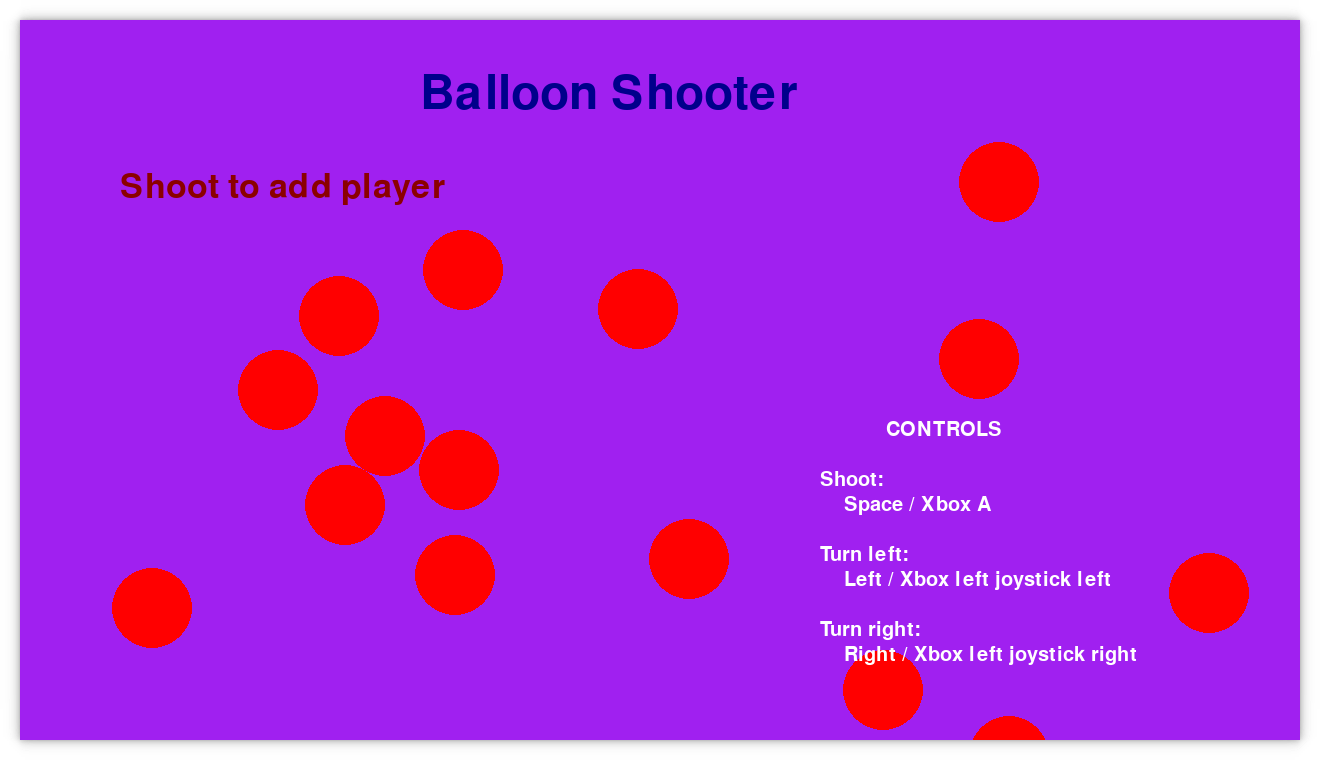 Balloon Shooter
Shoot to add player
CONTROLS
Shoot:
Space / Xbox A
Turn left:
Left / Xbox left joystick left
Turn right:
Right / Xbox left joystick right